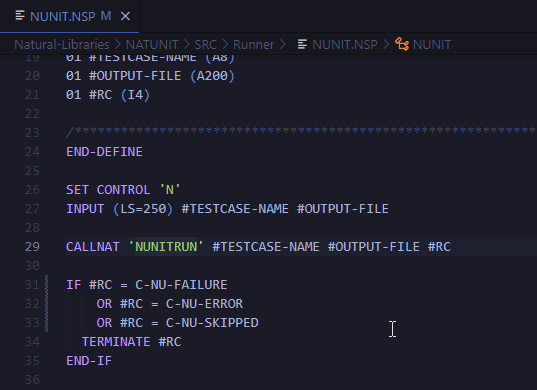 NUNIT.NSP M
Natural-Libraries > NATUNIT > SRC > Runner > NUNIT.NSP > NUNIT
19 01 #TESTCASE-NAME (A8)
20 01 #OUTPUT-FILE (A200)
21 01 #RC (I4)
22
23 /************************************************************
24 END-DEFINE
25
26 SET CONTROL 'N'
27 INPUT (LS=250) #TESTCASE-NAME #OUTPUT-FILE
28
29 CALLNAT 'NUNITRUN' #TESTCASE-NAME #OUTPUT-FILE #RC
30
31 IF #RC = C-NU-FAILURE
32 OR #RC = C-NU-ERROR
33 OR #RC = C-NU-SKIPPED
34 TERMINATE #RC
35 END-IF
36